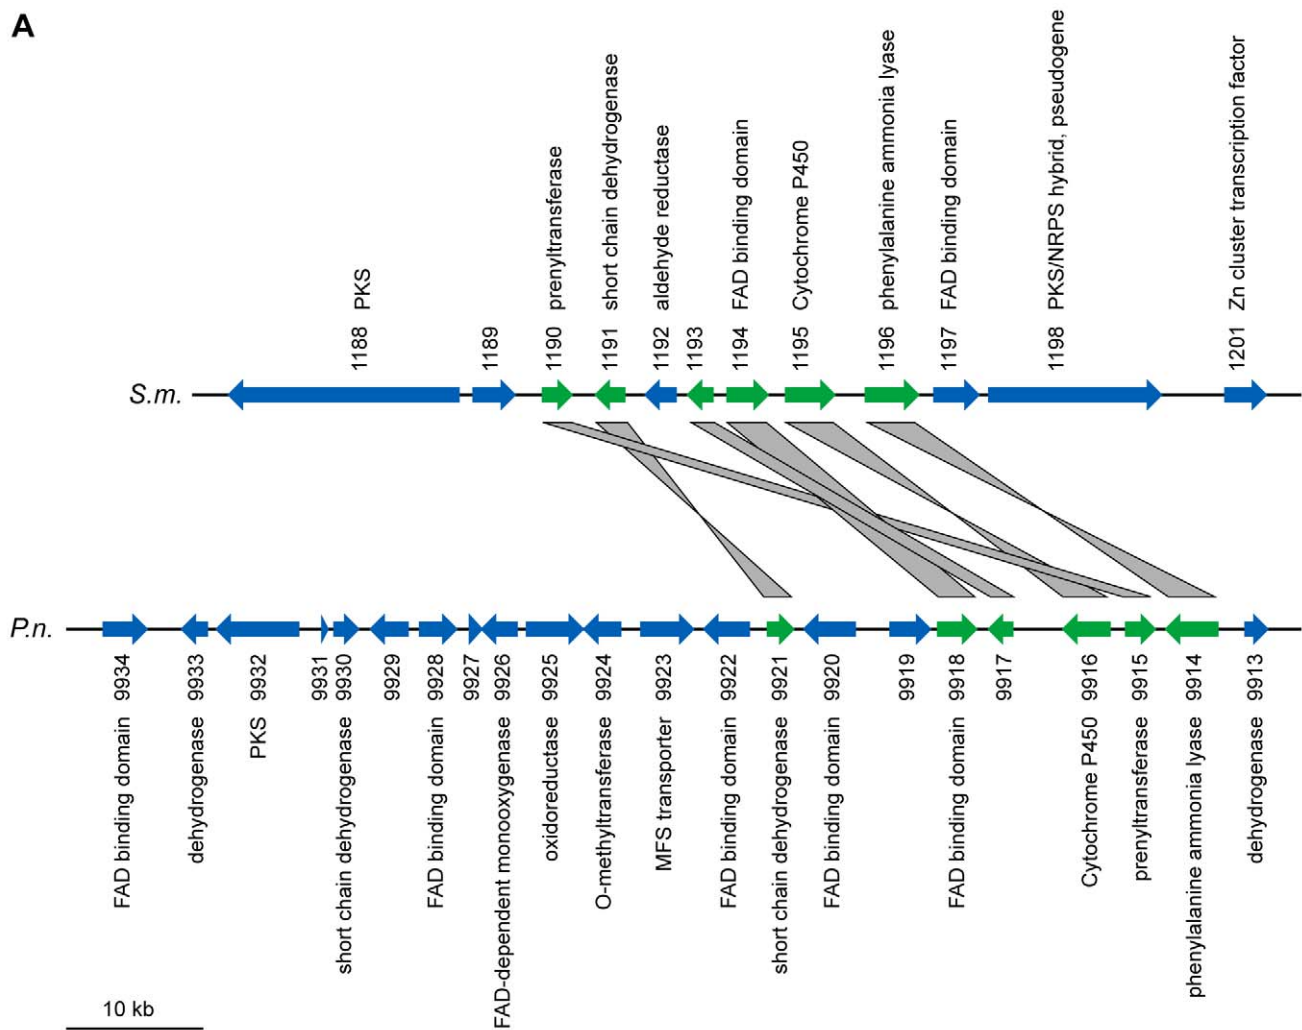 A
1188 PKS
1189
1190 prenyltransferase
1191 short chain dehydrogenase
1192 aldehyde reductase
1193
1194 FAD binding domain
1195 Cytochrome P450
1196 phenylalanine ammonia lyase
1197 FAD binding domain
1198 PKS/NRPS hybrid, pseudogene
1201 Zn cluster transcription factor
S.m.
P.n.
FAD binding domain 9934
dehydrogenase 9933
PKS 9932
9931
short chain dehydrogenase 9930
9929
FAD binding domain 9928
9927
FAD-dependent monooxygenase 9926
oxidoreductase 9925
O-methyltransferase 9924
MFS transporter 9923
FAD binding domain 9922
short chain dehydrogenase 9921
FAD binding domain 9920
9919
FAD binding domain 9918
9917
Cytochrome P450 9916
prenyltransferase 9915
phenylalanine ammonia lyase 9914
dehydrogenase 9913
10 kb